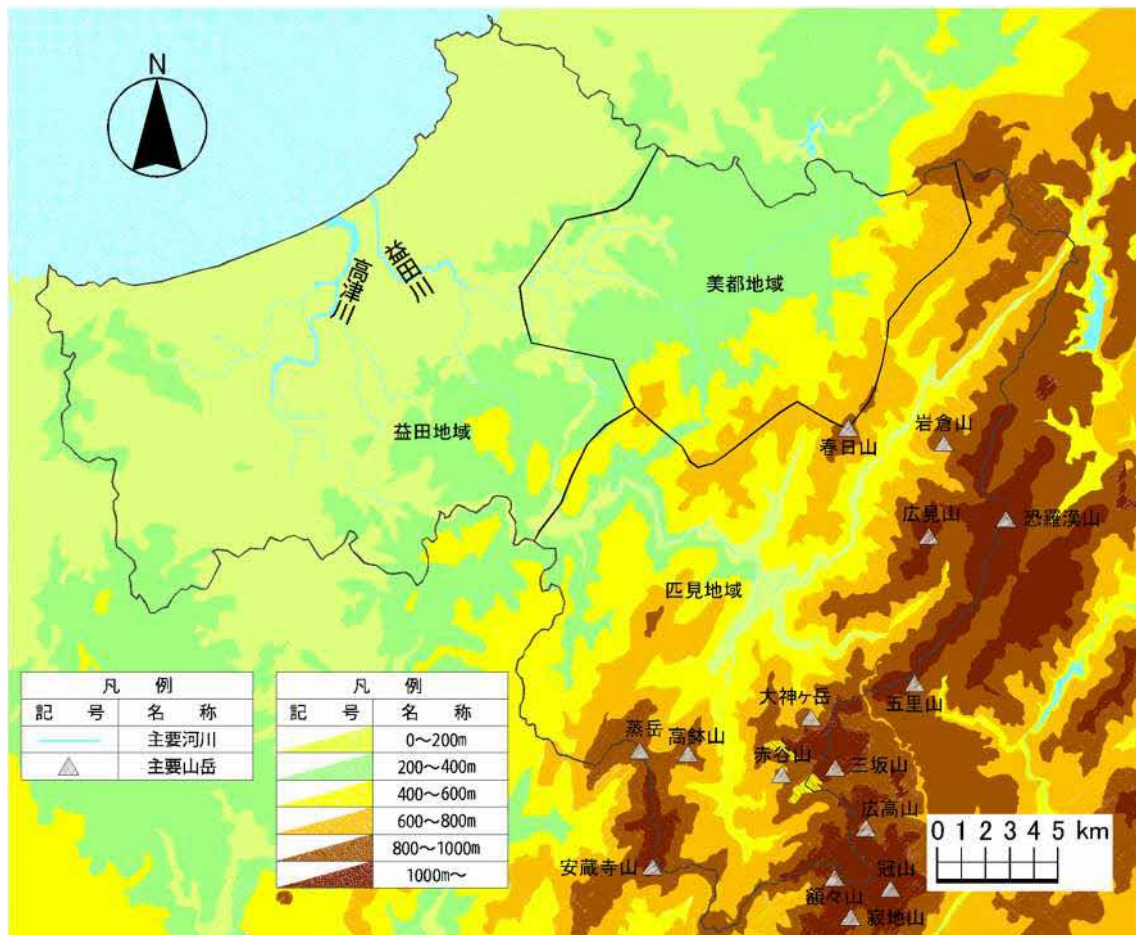 N
高津川
益田川
美都地域
益田地域
春日山
岩倉山
広見山
恐羅漢山
匹見地域
大神ヶ岳
五里山
蒸岳
高鉢山
赤谷山
三坂山
広高山
安蔵寺山
額々山
冠山
寂地山
凡 例
記 号 名 称
主要河川
主要山岳
凡 例
記 号 名 称
0～200m
200～400m
400～600m
600～800m
800～1000m
1000m～
0 1 2 3 4 5 km